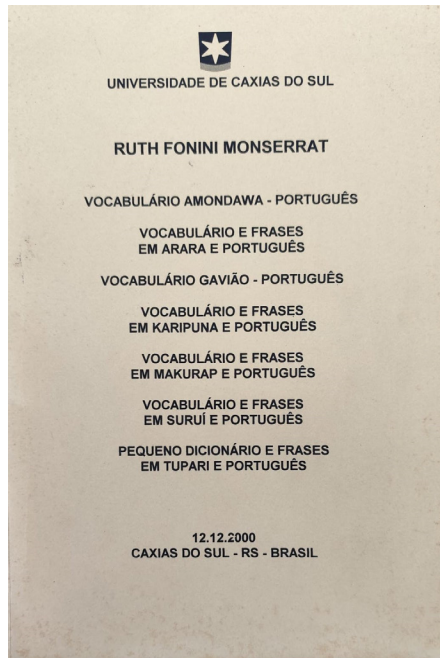 UNIVERSIDADE DE CAXIAS DO SUL
RUTH FONINI MONSERRAT
VOCABULÁRIO AMONDAWA - PORTUGUÊS
VOCABULÁRIO E FRASES
EM ARARA E PORTUGUÊS
VOCABULÁRIO GAVIÃO - PORTUGUÊS
VOCABULÁRIO E FRASES
EM KARIPUNA E PORTUGUÊS
VOCABULÁRIO E FRASES
EM MAKURAP E PORTUGUÊS
VOCABULÁRIO E FRASES
EM SURUÍ E PORTUGUÊS
PEQUENO DICIONÁRIO E FRASES
EM TUPARI E PORTUGUÊS
12.12.2000
CAXIAS DO SUL - RS - BRASIL